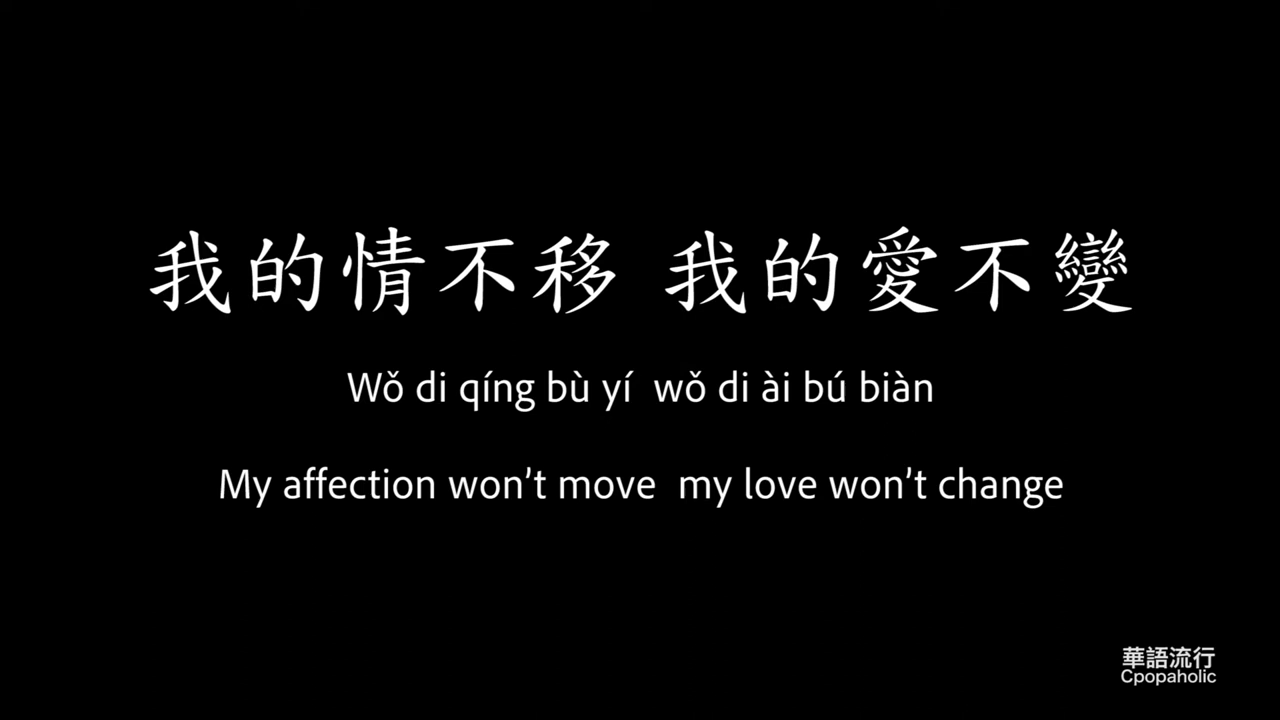 我的情不移 我的愛不變
Wǒ di qíng bù yí  wǒ di ài bú biàn
My affection won't move  my love won't change
華語流行
Cpopaholic